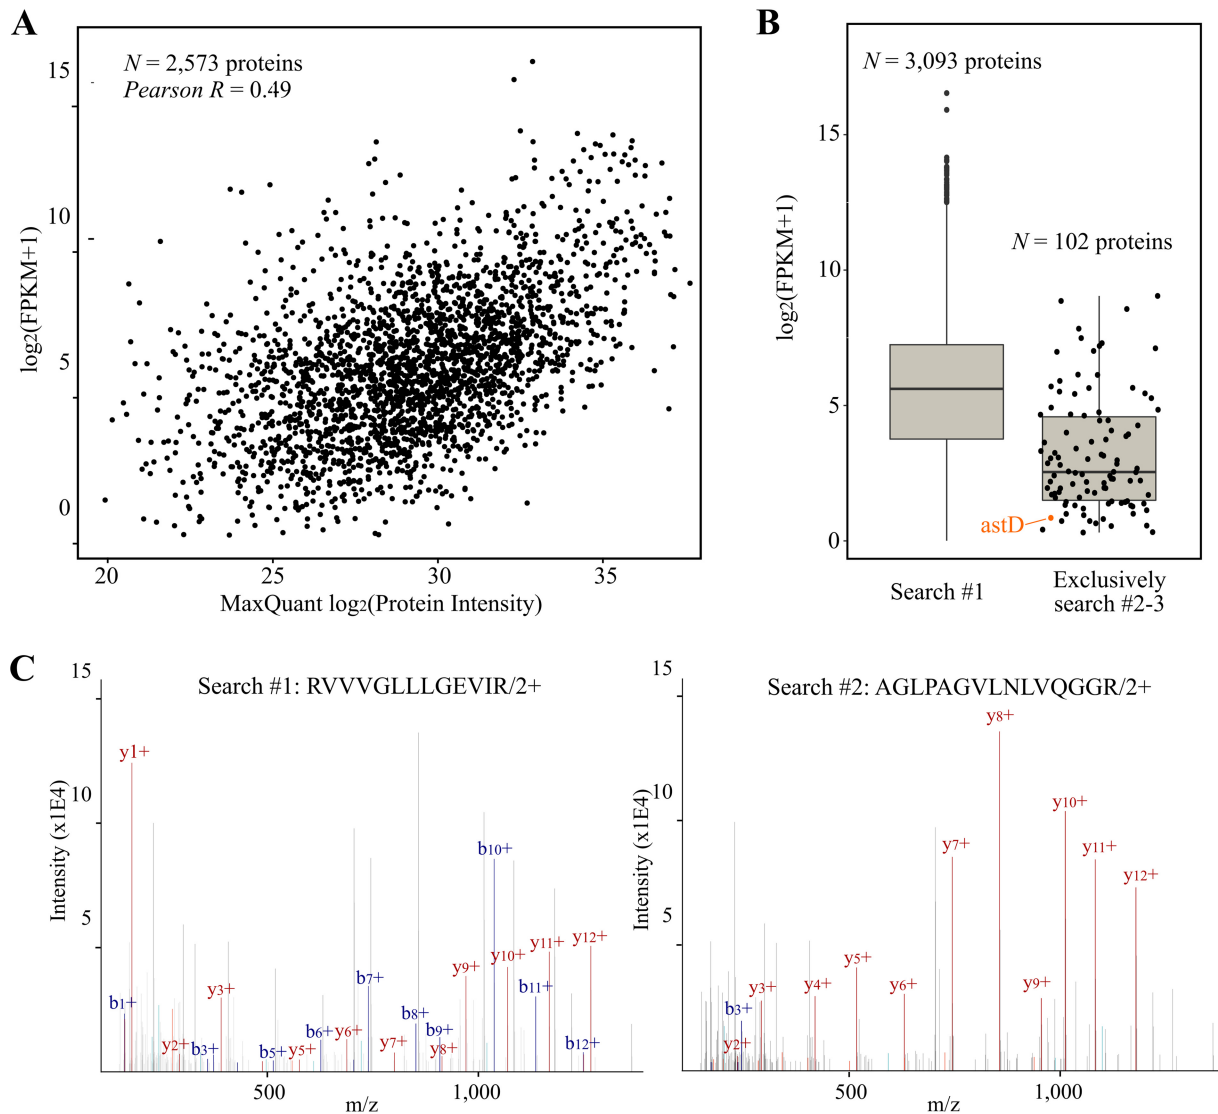 A
N = 2,573 proteins
Pearson R = 0.49
15
10
5
0
log2(FPKM+1)
20 25 30 35
MaxQuant log2(Protein Intensity)
B
N = 3,093 proteins
N = 102 proteins
15
10
5
0
log2(FPKM+1)
astD
Search #1
Exclusively
search #2-3
C
Search #1: RVVVGLLLGEVIR/2+
15
10
5
Intensity (x1E4)
y1+
b1+
y2+
b3+
y3+
b5+
y5+
b6+
y6+
b7+
y7+
b8+
b9+
y8+
y9+
b10+
y10+
b11+
y11+
b12+
y12+
500 1,000
m/z
Search #2: AGLPAGVLNLVQGGR/2+
15
10
5
Intensity (x1E4)
b3+
y2+
y3+
y4+
y5+
y6+
y7+
y8+
y9+
y10+
y11+
y12+
500 1,000
m/z